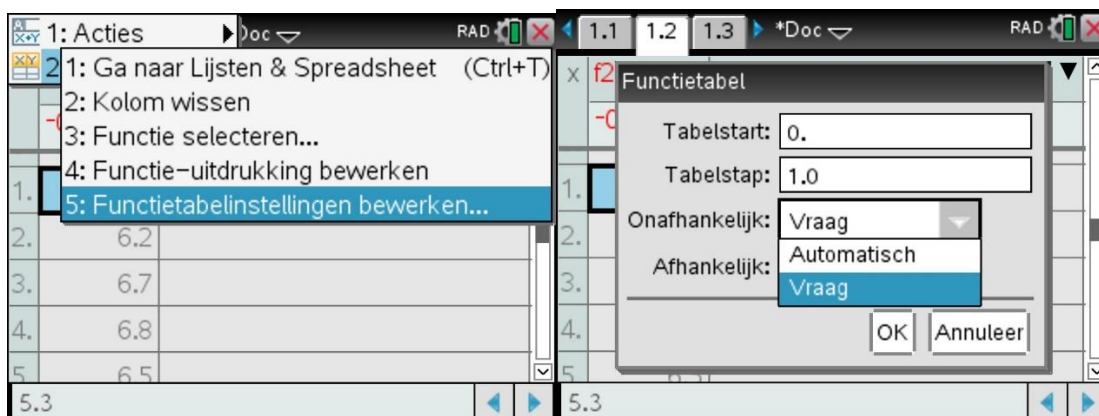 1: Acties
Doc
RAD
2
1: Ga naar Lijsten & Spreadsheet (Ctrl+T)
2: Kolom wissen
3: Functie selecteren...
4: Functie-uitdrukking bewerken
5: Functietabelinstellingen bewerken...
1.
2. 6.2
3. 6.7
4. 6.8
5. 6.5
5.3
1.1 1.2 1.3 *Doc
RAD
x f2
Functietabel
Tabelstart: 0.
Tabelstap: 1.0
Onafhankelijk: Vraag
Automatisch
Afhankelijk:
Vraag
OK Annuleer
1.
2.
3.
4.
5
5.3